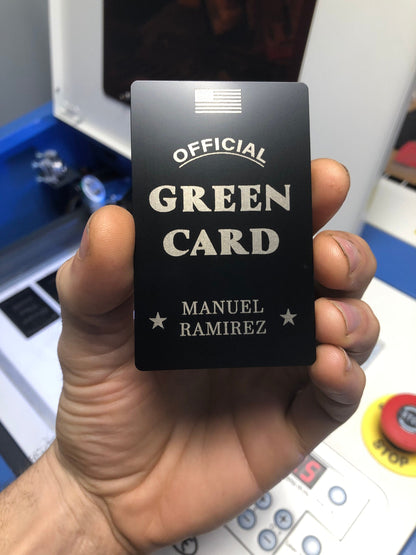 OFFICIAL
GREEN
CARD
MANUEL
RAMIREZ
STOP